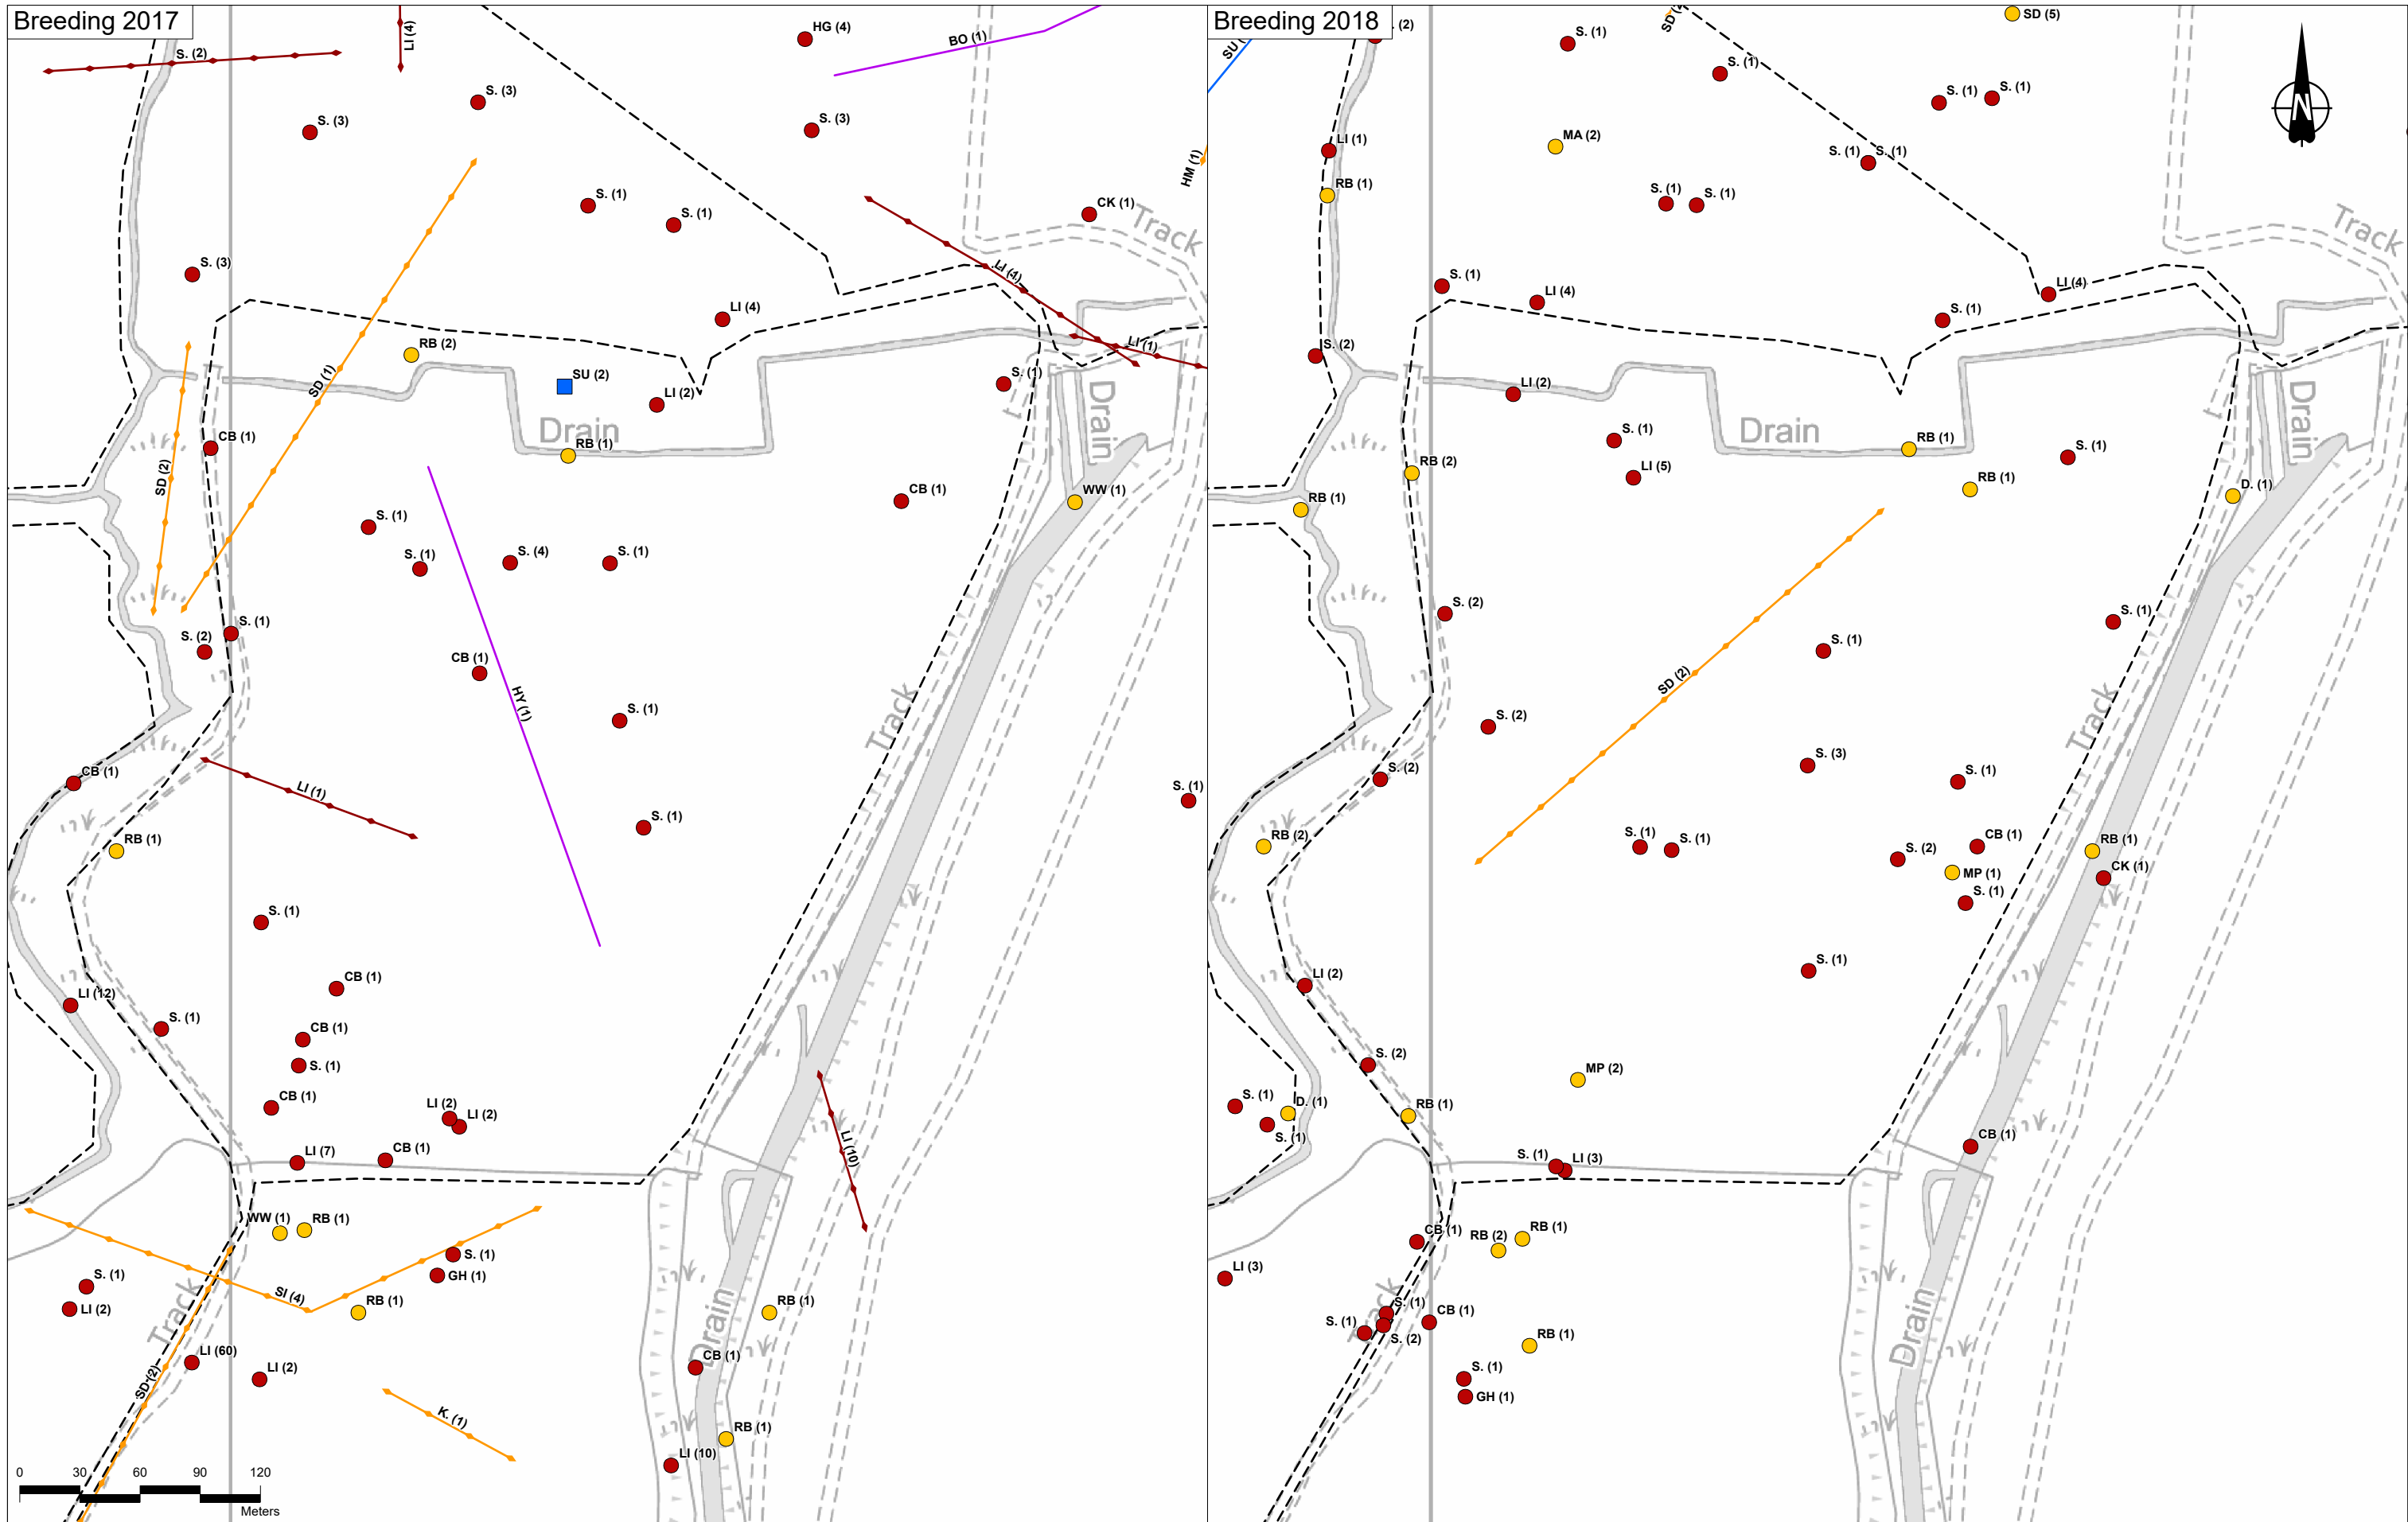 Breeding 2017
S. (2)
LI (4)
HG (4)
BO (1)
S. (3)
S. (3)
S. (3)
HM (1)
S. (1)
S. (1)
CK (1)
Track
S. (3)
LI (1)
LI (4)
RB (2)
LI (1)
SD (1)
SU (2)
S. (1)
LI (2)
Drain
Drain
CB (1)
RB (1)
SD (2)
CB (1)
WW (1)
S. (1)
S. (1)
S. (4)
S. (1)
S. (1)
S. (2)
CB (1)
HY (1)
S. (1)
Track
CB (1)
LI (1)
S. (1)
S. (1)
RB (1)
S. (1)
CB (1)
LI (12)
S. (1)
CB (1)
S. (1)
CB (1)
LI (2)
LI (2)
LI (7)
CB (1)
LI (10)
WW (1)
RB (1)
S. (1)
GH (1)
S. (1)
SI (4)
LI (2)
RB (1)
RB (1)
Track
Drain
LI (60)
LI (2)
CB (1)
SD (2)
K. (1)
RB (1)
LI (10)
0 30 60 90 120
Meters
Breeding 2018
(2)
SU (
S. (1)
SD (5)
S. (1)
S. (1)
S. (1)
N
LI (1)
MA (2)
S. (1)
S. (1)
RB (1)
S. (1)
S. (1)
Track
S. (1)
LI (4)
LI (4)
S. (1)
S. (2)
LI (2)
Drain
Drain
S. (1)
RB (1)
S. (1)
RB (2)
LI (5)
RB (1)
D. (1)
RB (1)
S. (2)
S. (1)
S. (1)
SD (2)
S. (2)
Track
S. (2)
S. (3)
S. (1)
RB (2)
S. (1)
S. (1)
S. (2)
CB (1)
RB (1)
MP (1)
CK (1)
S. (1)
LI (2)
S. (1)
S. (2)
MP (2)
S. (1)
D. (1)
RB (1)
S. (1)
S. (1)
LI (3)
CB (1)
CB (1)
RB (2)
RB (1)
LI (3)
S. (1)
S. (1)
S. (2)
CB (1)
RB (1)
Drain
S. (1)
GH (1)